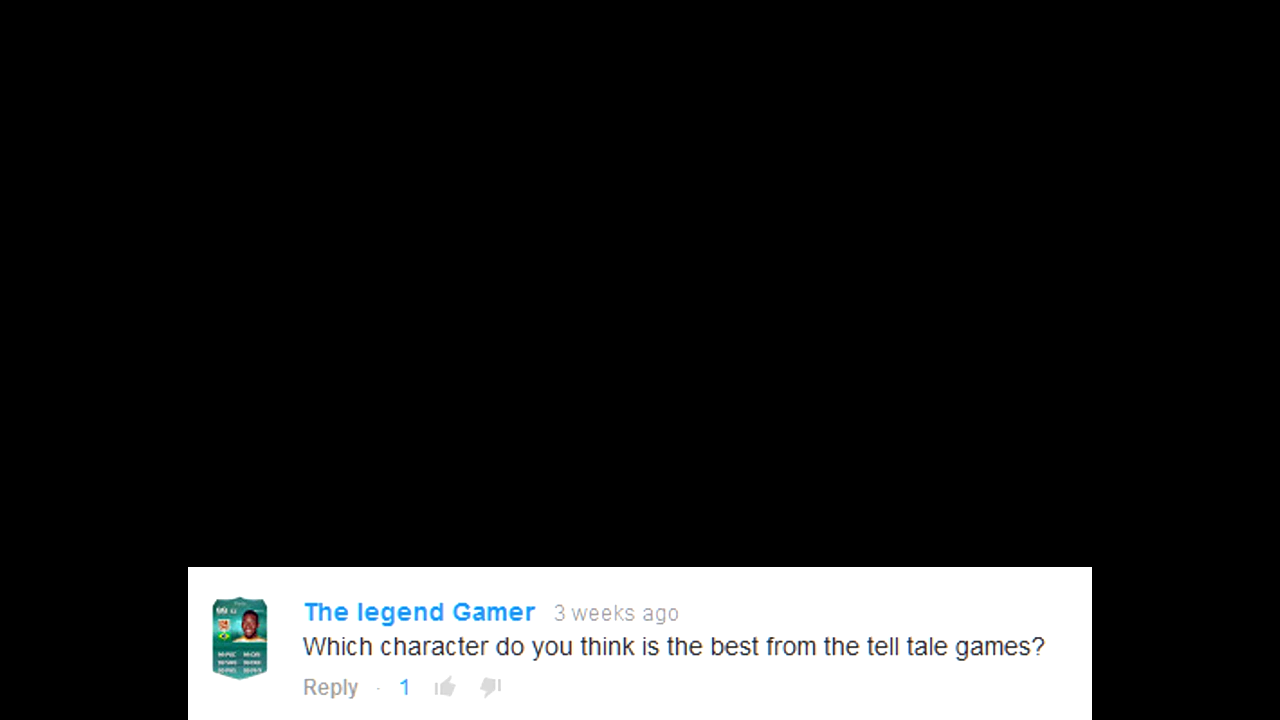 The legend Gamer 3 weeks ago
Which character do you think is the best from the tell tale games?
Reply · 1